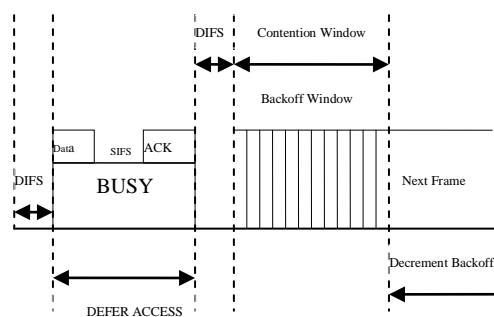 DIFS
Contention Window
Backoff Window
Data
SIFS
ACK
DIFS
BUSY
Next Frame
Decrement Backoff
DEFER ACCESS